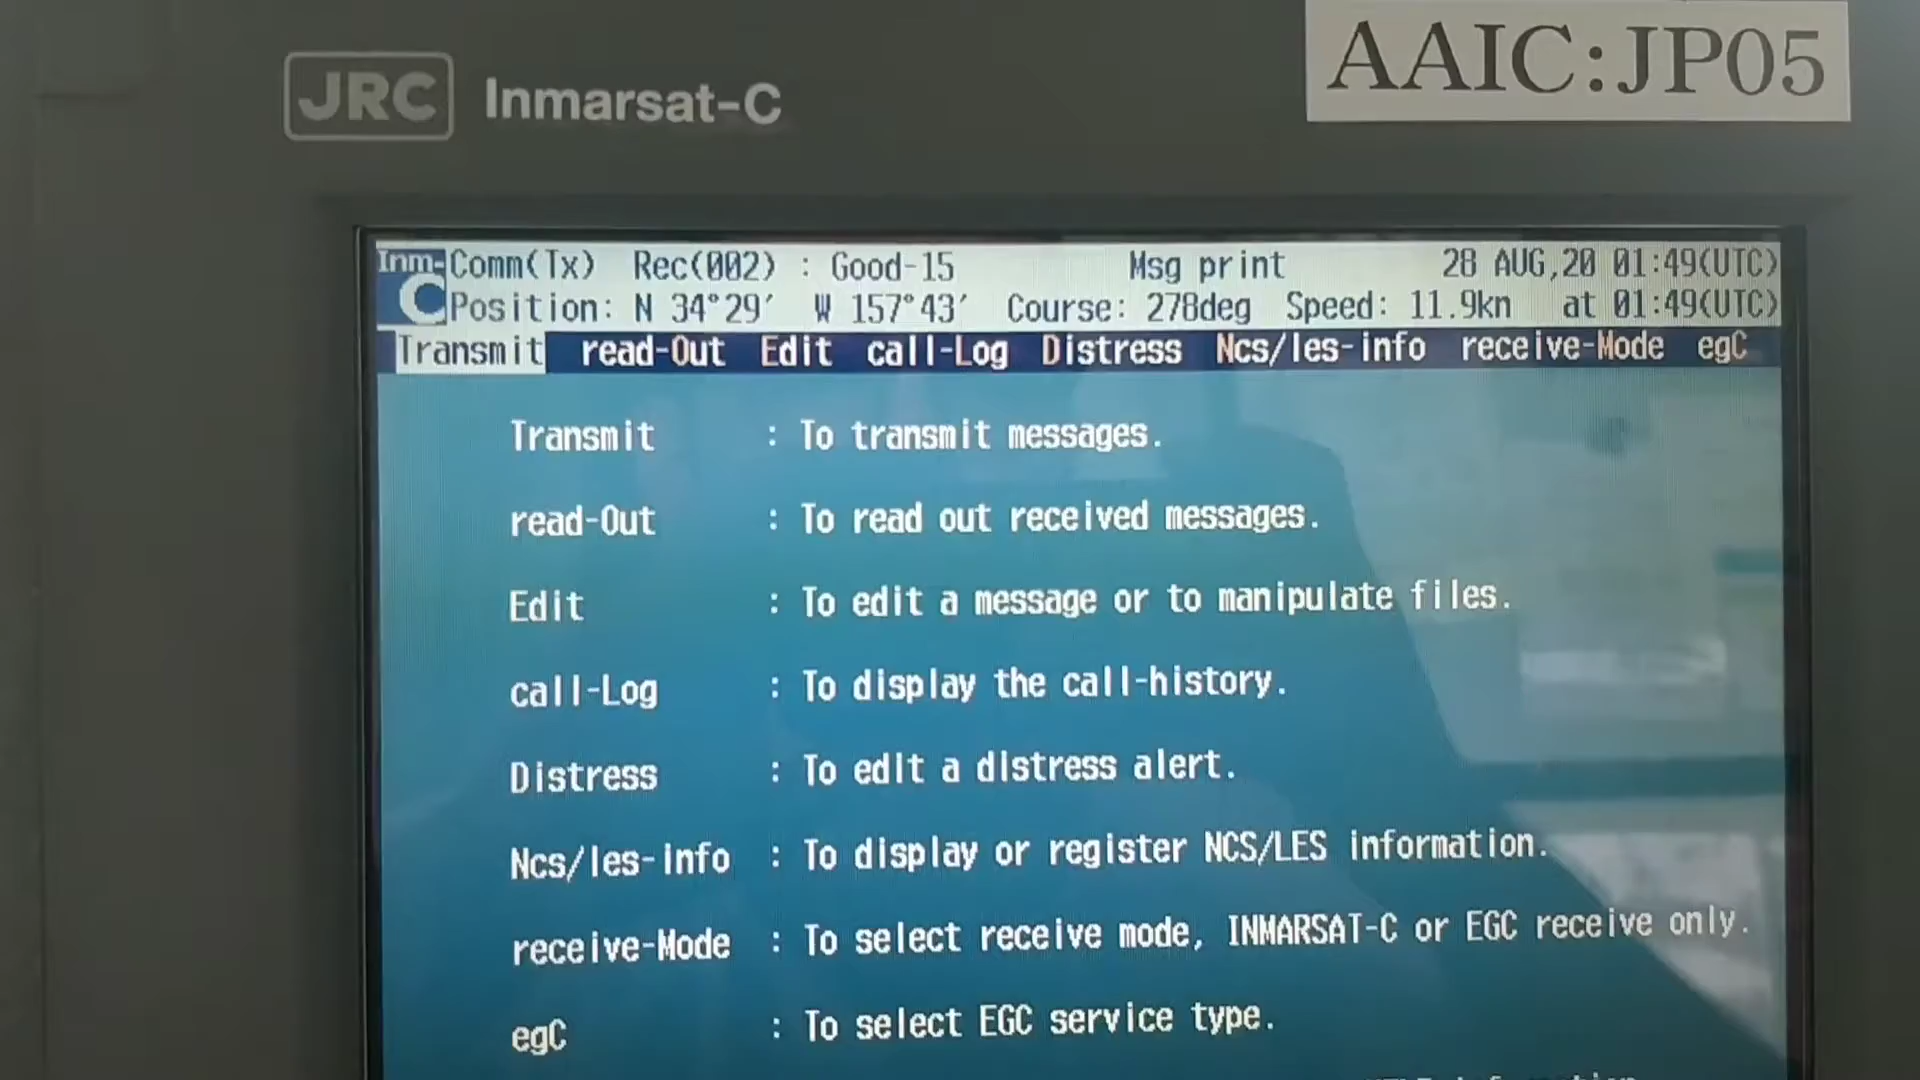 JRC Inmarsat-C
AAIC:JP05
Inm-C Comm(Tx) Rec(002) : Good-15 Msg print 28 AUG,20 01:49(UTC)
Position: N 34°29′ W 157°43′ Course: 278deg Speed: 11.9kn at 01:49(UTC)
Transmit read-Out Edit call-Log Distress Ncs/les-info receive-Mode egC
Transmit : To transmit messages.
read-Out : To read out received messages.
Edit : To edit a message or to manipulate files.
call-Log : To display the call-history.
Distress : To edit a distress alert.
Ncs/les-info : To display or register NCS/LES information.
receive-Mode : To select receive mode, INMARSAT-C or EGC receive only.
egC : To select EGC service type.